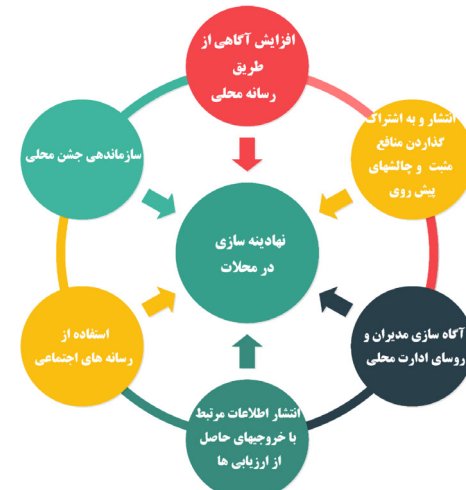 افزایش آگاهی از
طریق
رسانه محلی
انتشار و به اشتراک
گذاردن منافع
مثبت و چالشهای
پیش روی
سازماندهی جشن محلی
نهادینه سازی
در محلات
آگاه سازی مدیران و
روسای ادارت محلی
استفاده از
رسانه های اجتماعی
انتشار اطلاعات مرتبط
با خروجیهای حاصل
از ارزیابی ها